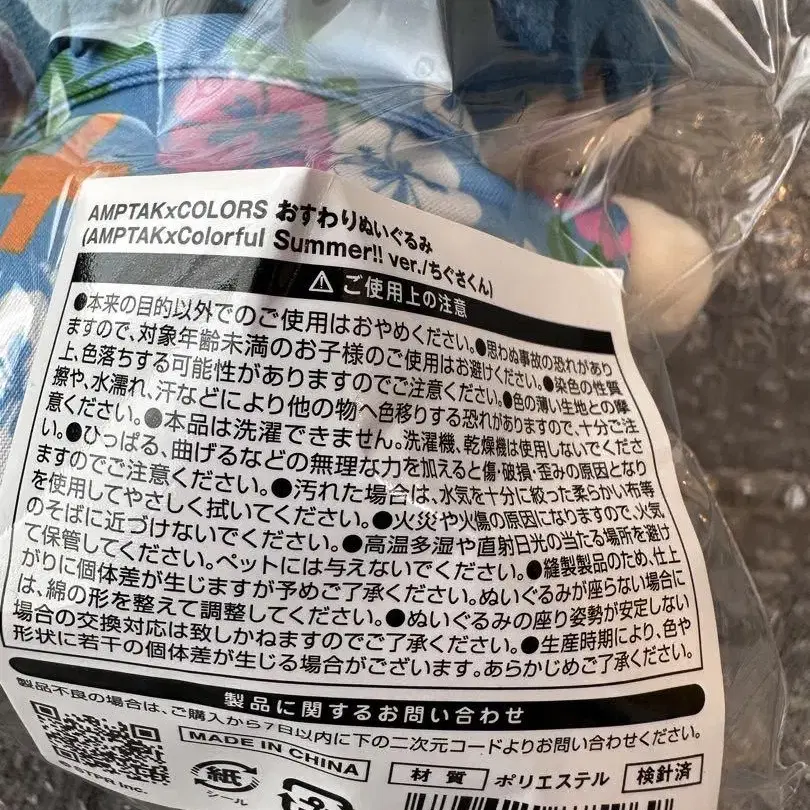 AMPTAKxCOLORS おすわりぬいぐるみ
(AMPTAKxColorful Summer!! ver./ちぐさくん)
⚠ ご使用上の注意
●本来の目的以外でのご使用はおやめください。●思わぬ事故の恐れがあり
ますので、対象年齢未満のお子様のご使用はお避けください。●染色の性質
上、色落ちする可能性がありますのでご注意ください。●色の薄い生地との摩
擦や、水濡れ、汗などにより他の物へ色移りする恐れがありますので、十分ご注
意ください。●本品は洗濯できません。洗濯機、乾燥機は使用しないでくださ
い。●ひっぱる、曲げるなどの無理な力を加えると傷・破損・歪みの原因となり
ますのでご注意ください。●汚れた場合は、水気を十分に絞った柔らかい布等
を使用してやさしく拭いてください。●火災や火傷の原因になりますので、火気
のそばに近づけないでください。●高温多湿や直射日光の当たる場所を避け
て保管してください。ペットには与えないでください。●縫製製品のため、仕上
がりに個体差が生じますが予めご了承ください。ぬいぐるみが座らない場合に
は、綿の形を整えて調整してください。●ぬいぐるみの座り姿勢が安定しない
場合の交換対応は致しかねますのでご了承ください。●生産時期により、色や
形状に若干の個体差が生じる場合がございます。あらかじめご了承ください。
製品に関するお問い合わせ
製品不良の場合は、ご購入から7日以内に下の二次元コードよりお問い合わせください。
MADE IN CHINA
材質 ポリエステル 検針済
紙
シール
プラ
© STPR INC.